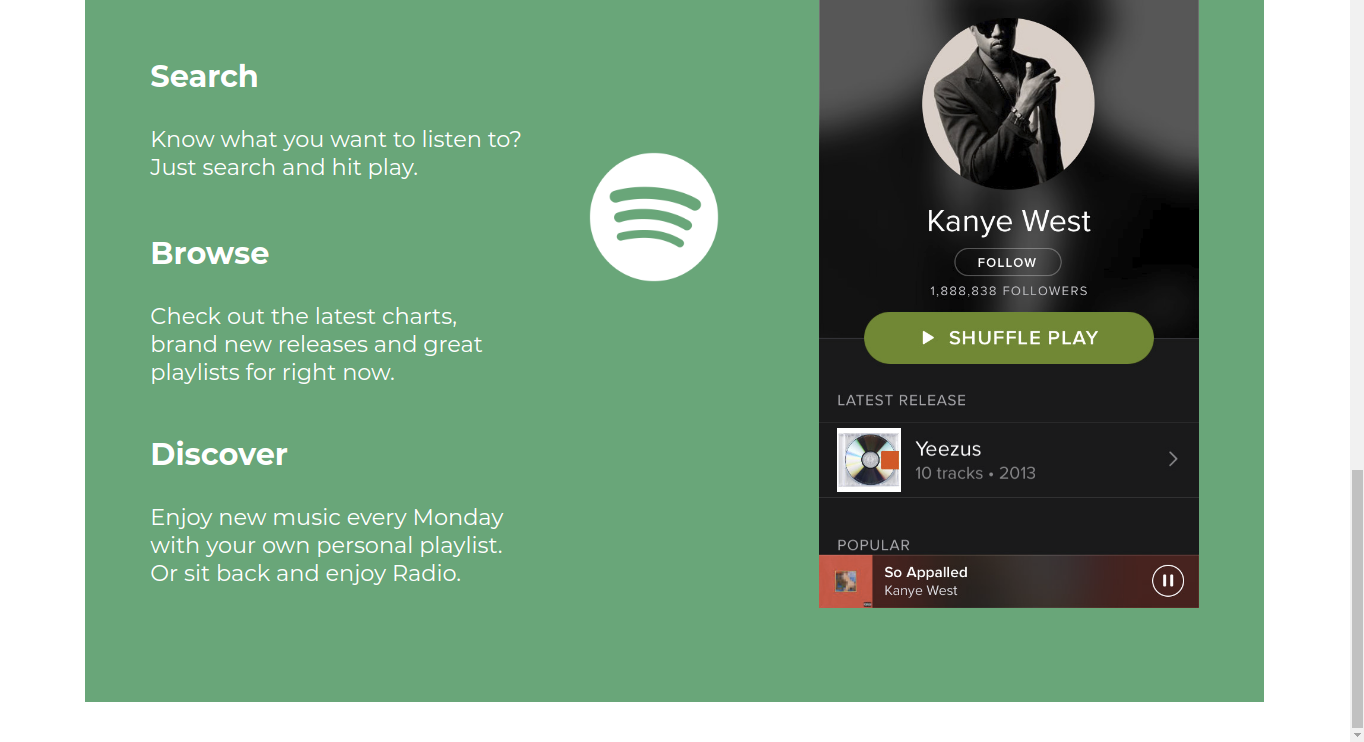 Search
Know what you want to listen to?
Just search and hit play.
Browse
Check out the latest charts,
brand new releases and great
playlists for right now.
Discover
Enjoy new music every Monday
with your own personal playlist.
Or sit back and enjoy Radio.
Kanye West
FOLLOW
1,888,838 FOLLOWERS
SHUFFLE PLAY
LATEST RELEASE
Yeezus
10 tracks • 2013
POPULAR
So Appalled
Kanye West